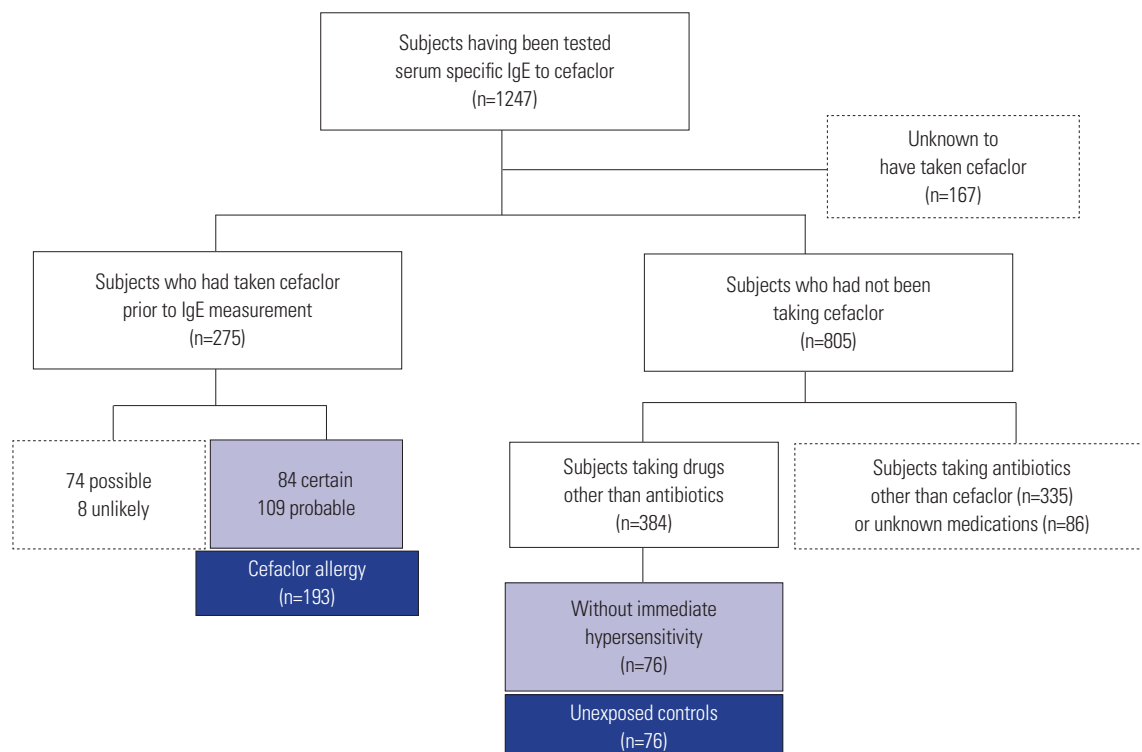 Subjects having been tested
serum specific IgE to cefaclor
(n=1247)
Unknown to
have taken cefaclor
(n=167)
Subjects who had taken cefaclor
prior to IgE measurement
(n=275)
Subjects who had not been
taking cefaclor
(n=805)
74 possible
8 unlikely
84 certain
109 probable
Cefaclor allergy
(n=193)
Subjects taking drugs
other than antibiotics
(n=384)
Subjects taking antibiotics
other than cefaclor (n=335)
or unknown medications (n=86)
Without immediate
hypersensitivity
(n=76)
Unexposed controls
(n=76)